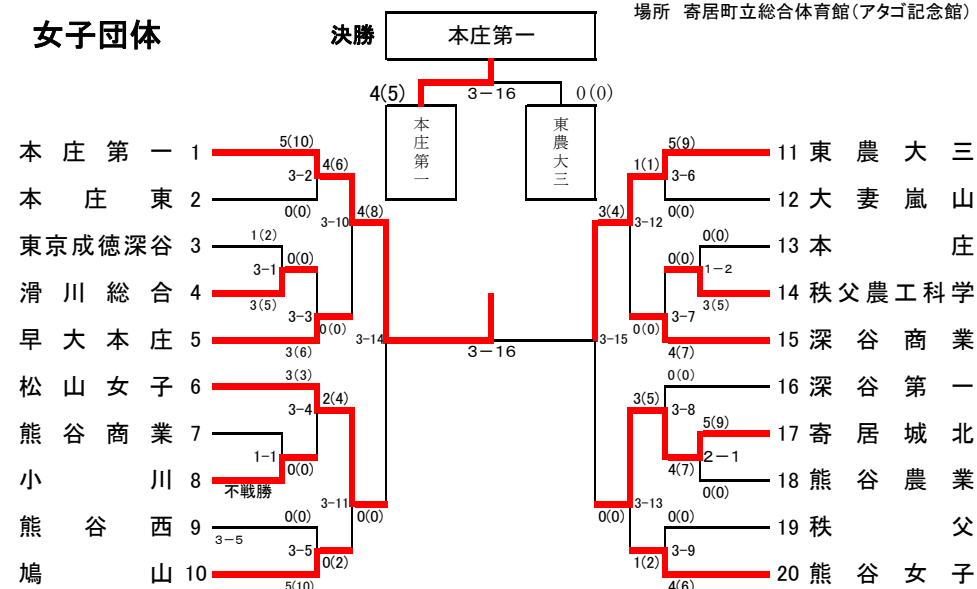 場所 寄居町立総合体育館(アタゴ記念館)
女子団体
決勝
本庄第一
4(5)
3-16
0(0)
本庄第一
東農大三
本庄第一 1
5(10)
4(6)
3-2
本庄東 2
0(0)
3-10
4(8)
東京成徳深谷 3
1(2)
3-1
0(0)
滑川総合 4
3(5)
3-3
0(0)
早大本庄 5
3(6)
3-14
3-16
松山女子 6
3(3)
2(4)
3-4
熊谷商業 7
1-1
0(0)
小川 8
不戦勝
3-11
0(0)
熊谷西 9
0(0)
3-5
3-5
0(2)
鳩山 10
5(10)
5(9)
11 東農大三
1(1)
3-6
12 大妻嵐山
0(0)
3(4)
3-12
0(0)
13 本庄
0(0)
1-2
14 秩父農工科学
3(5)
3-7
0(0)
15 深谷商業
4(7)
3-15
0(0)
16 深谷第一
3(5)
3-8
5(9)
17 寄居城北
2-1
4(7)
18 熊谷農業
0(0)
3-13
0(0)
0(0)
19 秩父
3-9
1(2)
20 熊谷女子
4(6)